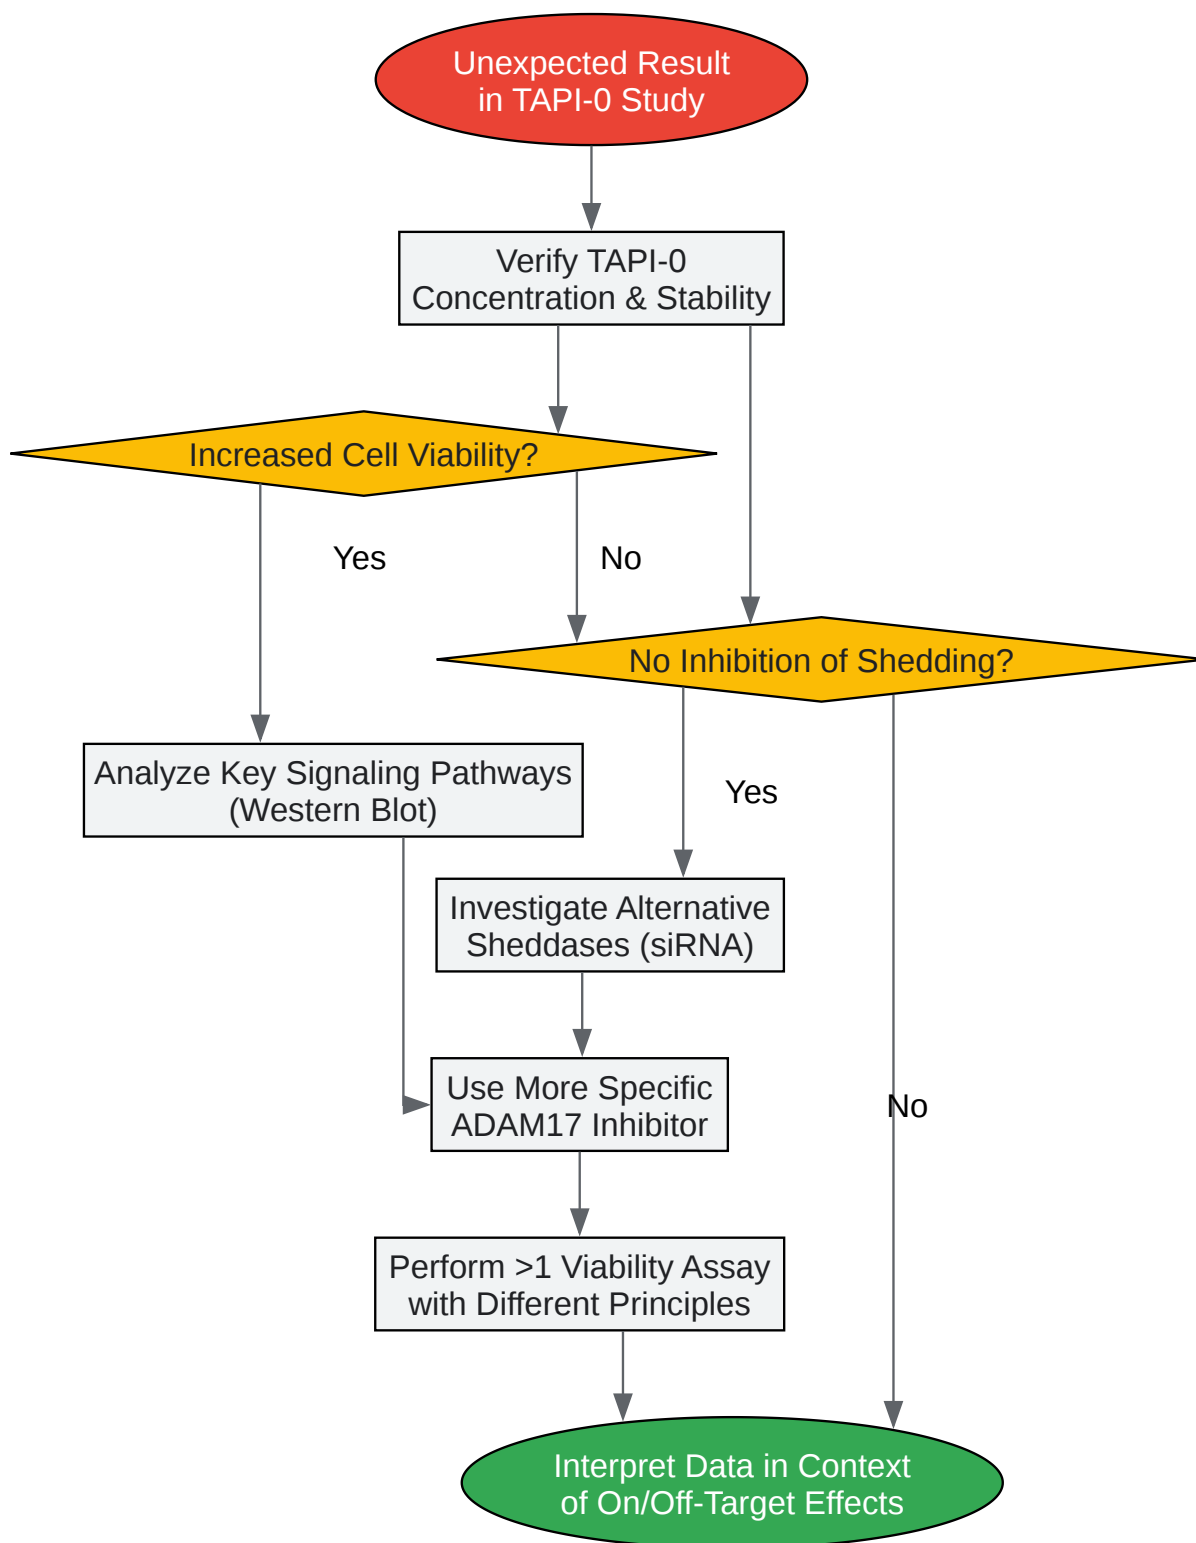 Unexpected Result
in TAPI-0 Study
Verify TAPI-0
Concentration & Stability
Increased Cell Viability?
Yes
No
No Inhibition of Shedding?
Analyze Key Signaling Pathways
(Western Blot)
Yes
Investigate Alternative
Sheddases (siRNA)
Use More Specific
ADAM17 Inhibitor
No
Perform >1 Viability Assay
with Different Principles
Interpret Data in Context
of On/Off-Target Effects